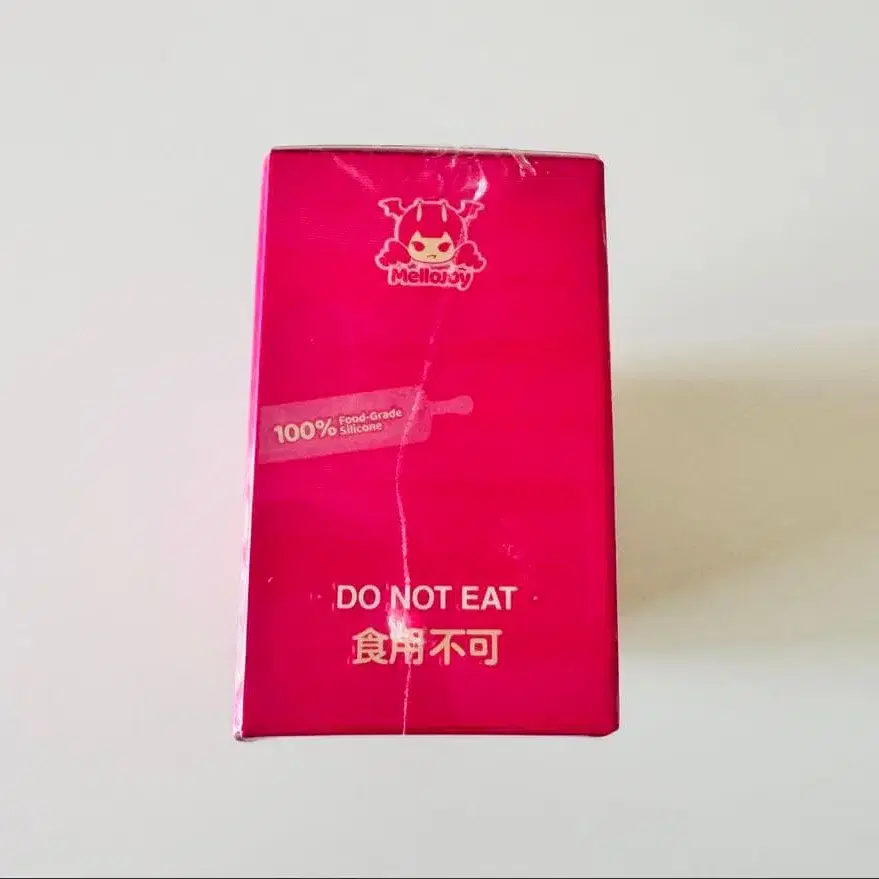 MelloJoy
100% Food-Grade
Silicone
DO NOT EAT
食用不可